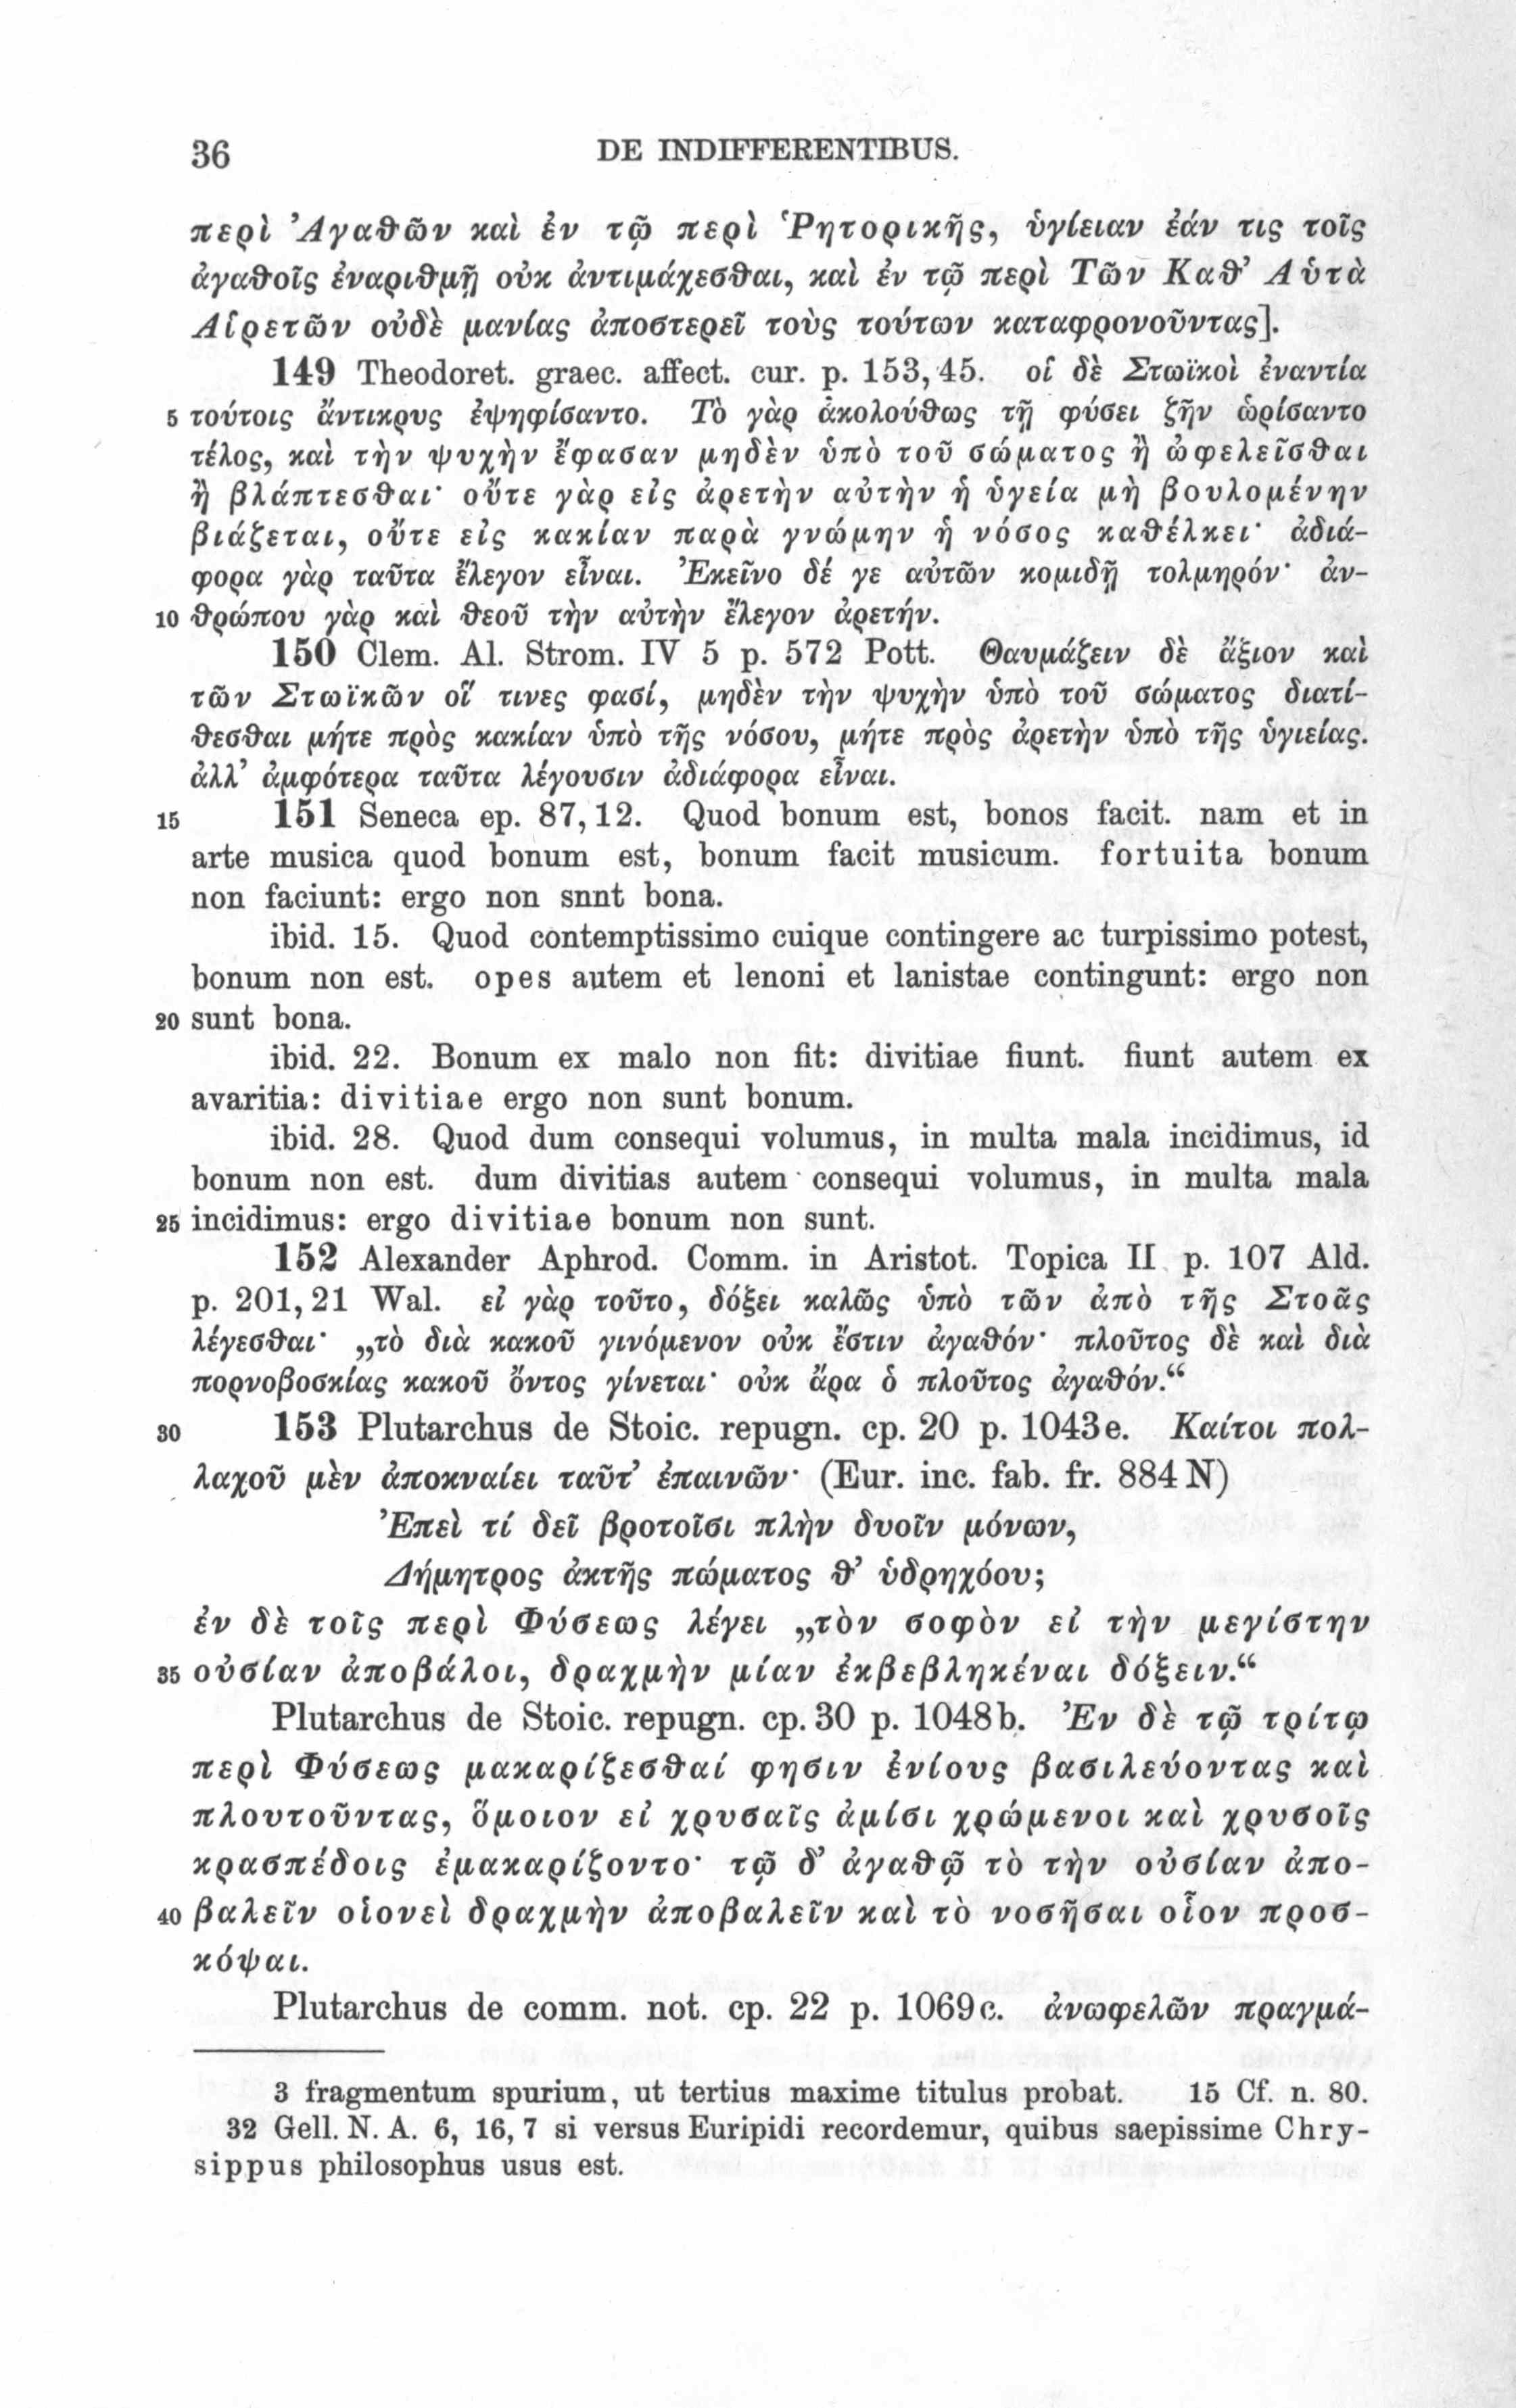 36 DE INDIFFERENTIBUS.
περὶ Ἀγαθῶν καὶ ἐν τῷ περὶ Ῥητορικῆς, ὑγίειαν ἐάν τις τοῖς
ἀγαθοῖς ἐναριθμῇ οὐκ ἀντιμάχεσθαι, καὶ ἐν τῷ περὶ Τῶν Καθ’ Αὑτὰ
Αἱρετῶν οὐδὲ μανίας ἀποστερεῖ τοὺς τούτων καταφρονοῦντας].
149 Theodoret. graec. affect. cur. p. 153, 45. οἱ δὲ Στωϊκοὶ ἐναντία
5 τούτοις ἄντικρυς ἐψηφίσαντο. Τὸ γὰρ ἀκολούθως τῇ φύσει ζῆν ὡρίσαντο
τέλος, καὶ τὴν ψυχὴν ἔφασαν μηδὲν ὑπὸ τοῦ σώματος ἢ ὠφελεῖσθαι
ἢ βλάπτεσθαι· οὔτε γὰρ εἰς ἀρετὴν αὐτὴν ἡ ὑγεία μὴ βουλομένην
βιάζεται, οὔτε εἰς κακίαν παρὰ γνώμην ἡ νόσος καθέλκει· ἀδιά-
φορα γὰρ ταῦτα ἔλεγον εἶναι. Ἐκεῖνο δέ γε αὐτῶν κομιδῇ τολμηρόν· ἀν-
10 θρώπου γὰρ καὶ θεοῦ τὴν αὐτὴν ἔλεγον ἀρετήν.
150 Clem. Al. Strom. IV 5 p. 572 Pott. Θαυμάζειν δὲ ἄξιον καὶ
τῶν Στωϊκῶν οἵ τινες φασί, μηδὲν τὴν ψυχὴν ὑπὸ τοῦ σώματος διατί-
θεσθαι μήτε πρὸς κακίαν ὑπὸ τῆς νόσου, μήτε πρὸς ἀρετὴν ὑπὸ τῆς ὑγιείας.
ἀλλ’ ἀμφότερα ταῦτα λέγουσιν ἀδιάφορα εἶναι.
15 151 Seneca ep. 87, 12. Quod bonum est, bonos facit. nam et in
arte musica quod bonum est, bonum facit musicum. fortuita bonum
non faciunt: ergo non snnt bona.
ibid. 15. Quod contemptissimo cuique contingere ac turpissimo potest,
bonum non est. opes autem et lenoni et lanistae contingunt: ergo non
20 sunt bona.
ibid. 22. Bonum ex malo non fit: divitiae fiunt. fiunt autem ex
avaritia: divitiae ergo non sunt bonum.
ibid. 28. Quod dum consequi volumus, in multa mala incidimus, id
bonum non est. dum divitias autem consequi volumus, in multa mala
25 incidimus: ergo divitiae bonum non sunt.
152 Alexander Aphrod. Comm. in Aristot. Topica II p. 107 Ald.
p. 201, 21 Wal. εἰ γὰρ τοῦτο, δόξει καλῶς ὑπὸ τῶν ἀπὸ τῆς Στοᾶς
λέγεσθαι· „τὸ διὰ κακοῦ γινόμενον οὐκ ἔστιν ἀγαθόν· πλοῦτος δὲ καὶ διὰ
πορνοβοσκίας κακοῦ ὄντος γίνεται· οὐκ ἄρα ὁ πλοῦτος ἀγαθόν.“
30 153 Plutarchus de Stoic. repugn. cp. 20 p. 1043e. Καίτοι πολ-
λαχοῦ μὲν ἀποκναίει ταῦτ’ ἐπαινῶν· (Eur. inc. fab. fr. 884 N)
Ἐπεὶ τί δεῖ βροτοῖσι πλὴν δυοῖν μόνων,
Δήμητρος ἀκτῆς πώματος θ’ ὑδρηχόου;
ἐν δὲ τοῖς περὶ Φύσεως λέγει „τὸν σοφὸν εἰ τὴν μεγίστην
35 οὐσίαν ἀποβάλοι, δραχμὴν μίαν ἐκβεβληκέναι δόξειν.“
Plutarchus de Stoic. repugn. cp. 30 p. 1048b. Ἐν δὲ τῷ τρίτῳ
περὶ Φύσεως μακαρίζεσθαί φησιν ἐνίους βασιλεύοντας καὶ
πλουτοῦντας, ὅμοιον εἰ χρυσαῖς ἀμίσι χρώμενοι καὶ χρυσοῖς
κρασπέδοις ἐμακαρίζοντο· τῷ δ’ ἀγαθῷ τὸ τὴν οὐσίαν ἀπο-
40 βαλεῖν οἱονεὶ δραχμὴν ἀποβαλεῖν καὶ τὸ νοσῆσαι οἷον προσ-
κόψαι.
Plutarchus de comm. not. cp. 22 p. 1069c. ἀνωφελῶν πραγμά-
3 fragmentum spurium, ut tertius maxime titulus probat. 15 Cf. n. 80.
32 Gell. N. A. 6, 16, 7 si versus Euripidi recordemur, quibus saepissime Chry-
sippus philosophus usus est.